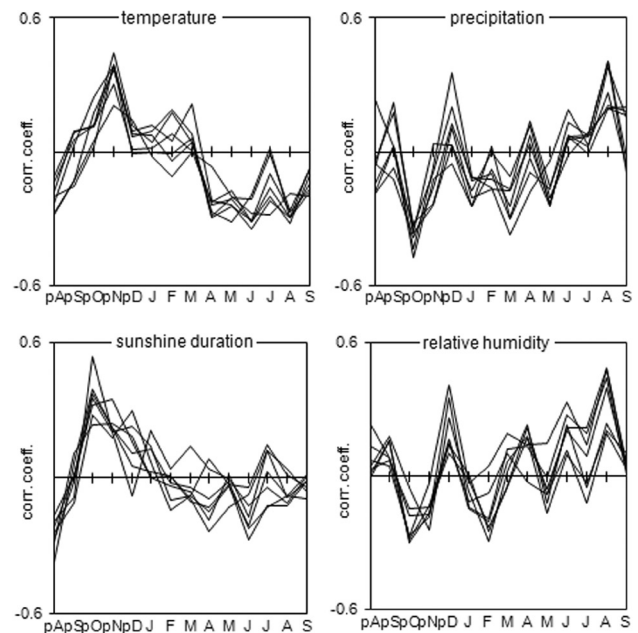 temperature
0.6
corr. coeff.
-0.6
pApSpOpNpD J F M A M J J A S
precipitation
0.6
corr. coeff.
-0.6
pApSpOpNpD J F M A M J J A S
sunshine duration
0.6
corr. coeff.
-0.6
pApSpOpNpD J F M A M J J A S
relative humidity
0.6
corr. coeff.
-0.6
pApSpOpNpD J F M A M J J A S